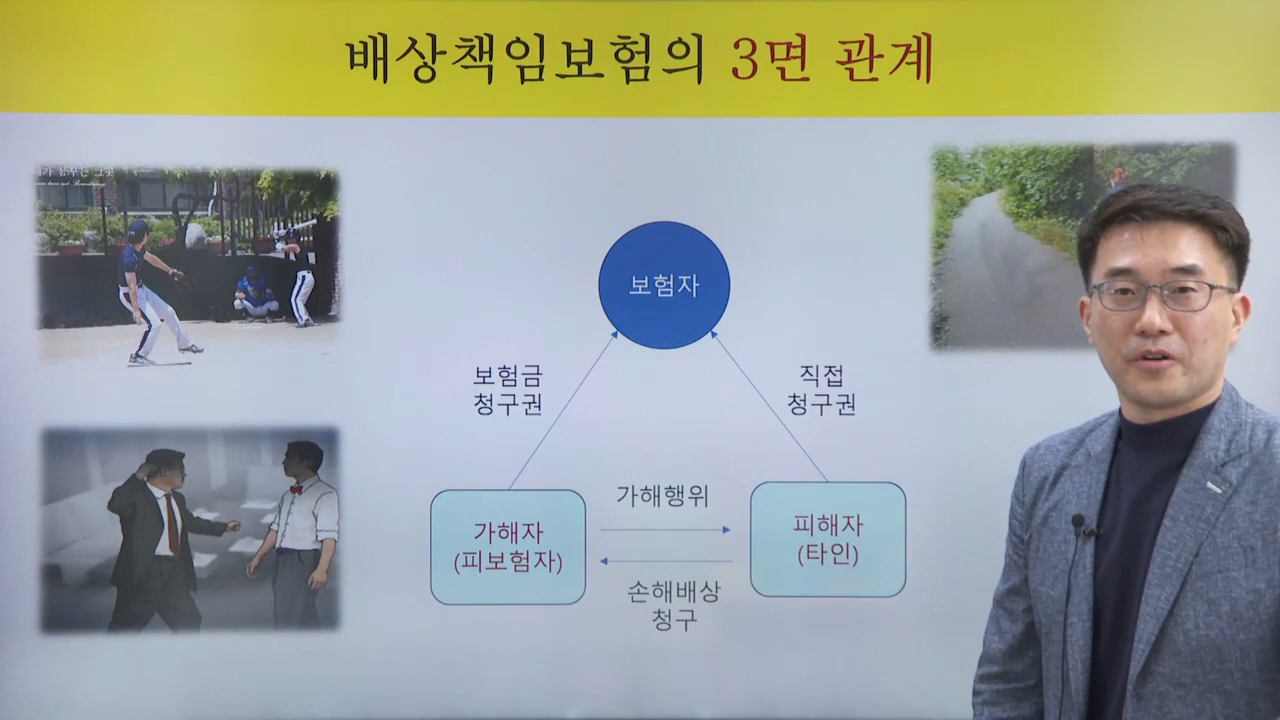 배상책임보험의 3면 관계
보험자
보험금
청구권
직접
청구권
가해행위
가해자
(피보험자)
피해자
(타인)
손해배상
청구